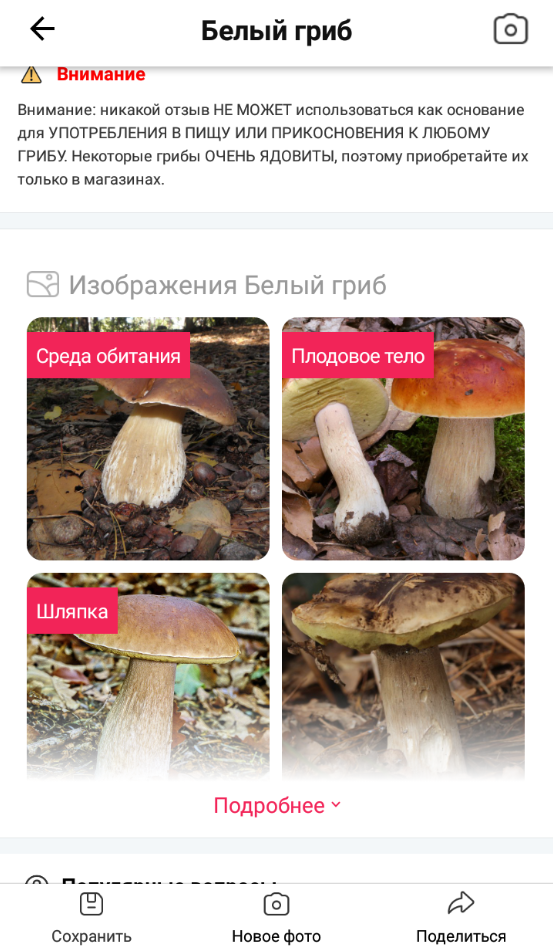 Белый гриб
Внимание
Внимание: никакой отзыв НЕ МОЖЕТ использоваться как основание
для УПОТРЕБЛЕНИЯ В ПИЩУ ИЛИ ПРИКОСНОВЕНИЯ К ЛЮБОМУ
ГРИБУ. Некоторые грибы ОЧЕНЬ ЯДОВИТЫ, поэтому приобретайте их
только в магазинах.
Изображения Белый гриб
Среда обитания
Плодовое тело
Шляпка
Подробнее
Популярные вопросы
Сохранить
Новое фото
Поделиться